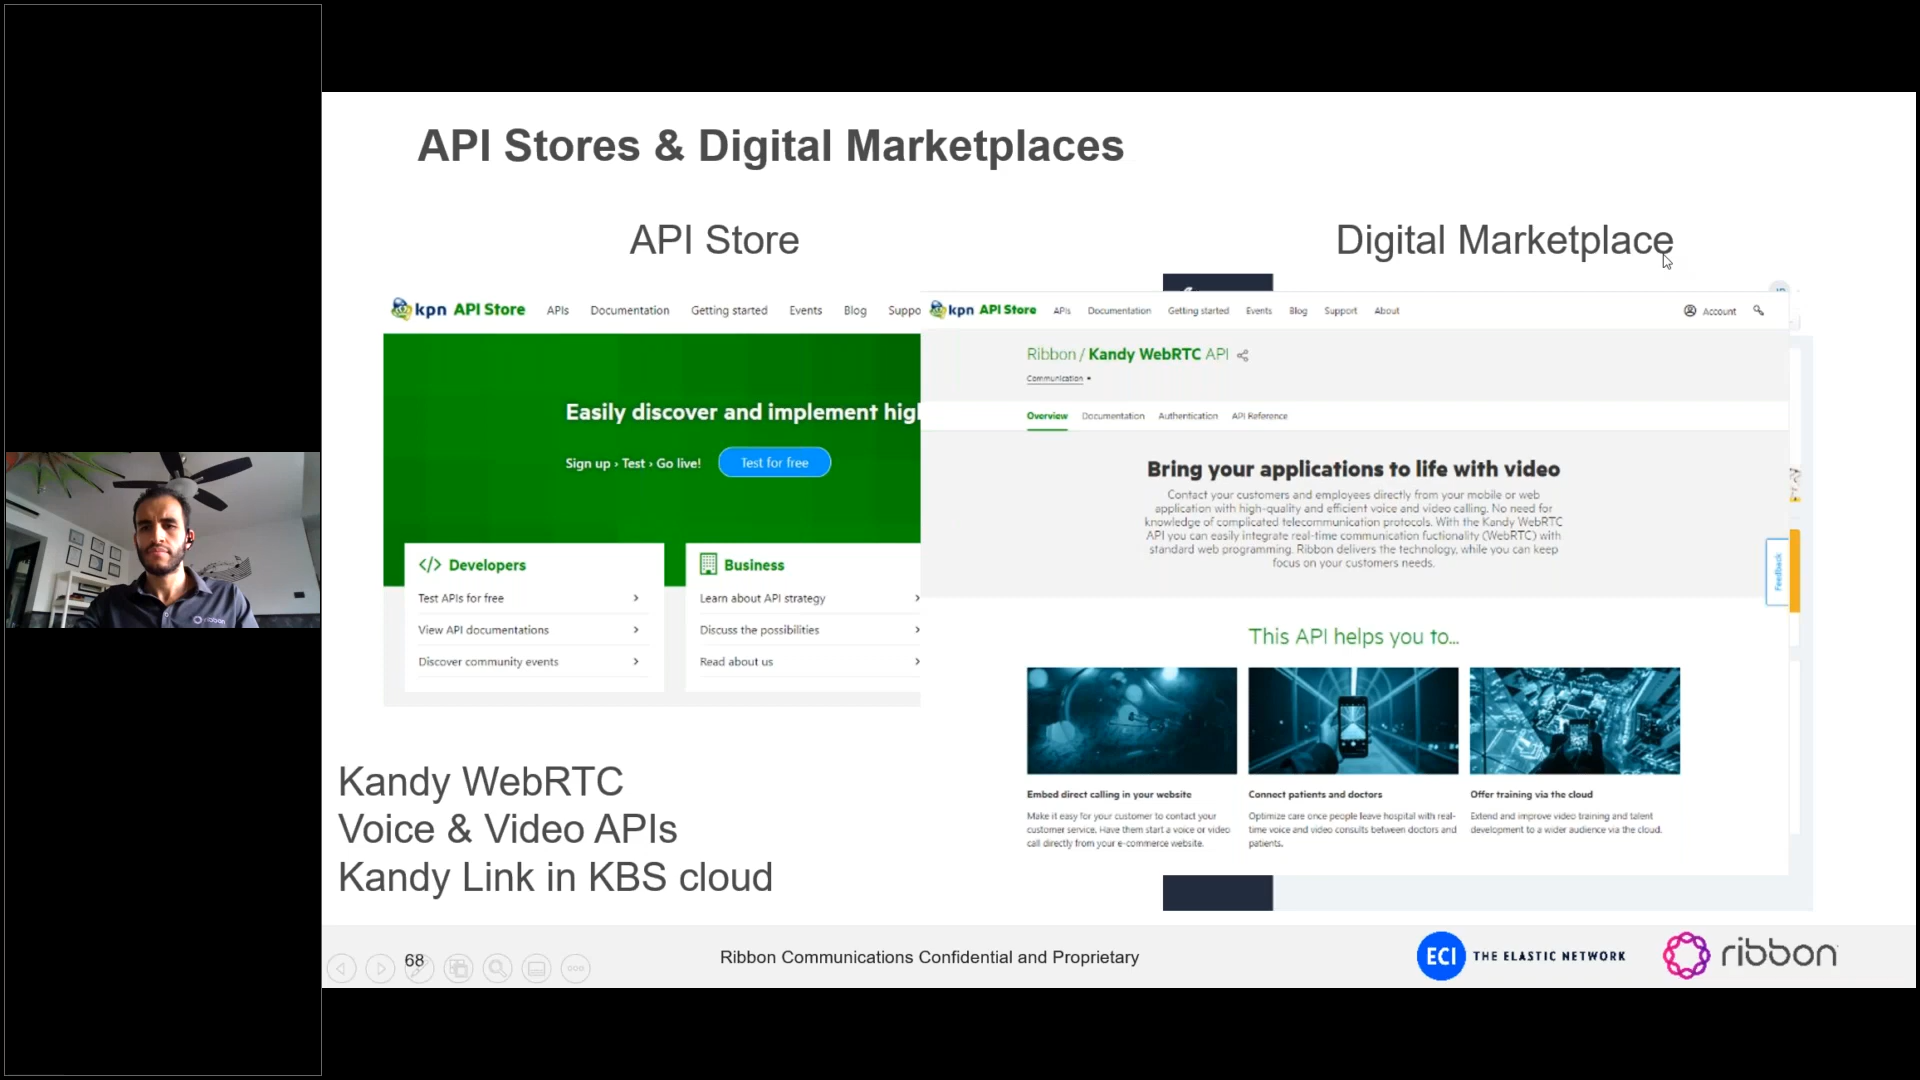 API Stores & Digital Marketplaces
API Store
Digital Marketplace
kpn API Store APIs Documentation Getting started Events Blog Suppo
Easily discover and implement higl
Sign up › Test › Go live! Test for free
</> Developers
Test APIs for free
View API documentations
Discover community events
Business
Learn about API strategy
Discuss the possibilities
Read about us
kpn API Store APIs Documentation Getting started Events Blog Support About Account
Ribbon / Kandy WebRTC API
Communication
Overview Documentation Authentication API Reference
Bring your applications to life with video
Contact your customers and employees directly from your mobile or web
application with high-quality and efficient voice and video calling. No need for
knowledge of complicated telecommunication protocols. With the Kandy WebRTC
API you can easily integrate real-time communication fuctionality (WebRTC) with
standard web programming. Ribbon delivers the technology, while you can keep
focus on your customers needs.
Feedback
This API helps you to...
Embed direct calling in your website
Make it easy for your customer to contact your
customer service. Have them start a voice or video
call directly from your e-commerce website.
Connect patients and doctors
Optimize care once people leave hospital with real-
time voice and video consults between doctors and
patients.
Offer training via the cloud
Extend and improve video training and talent
development to a wider audience via the cloud.
Kandy WebRTC
Voice & Video APIs
Kandy Link in KBS cloud
68
Ribbon Communications Confidential and Proprietary
ECI THE ELASTIC NETWORK
ribbon
ribbon